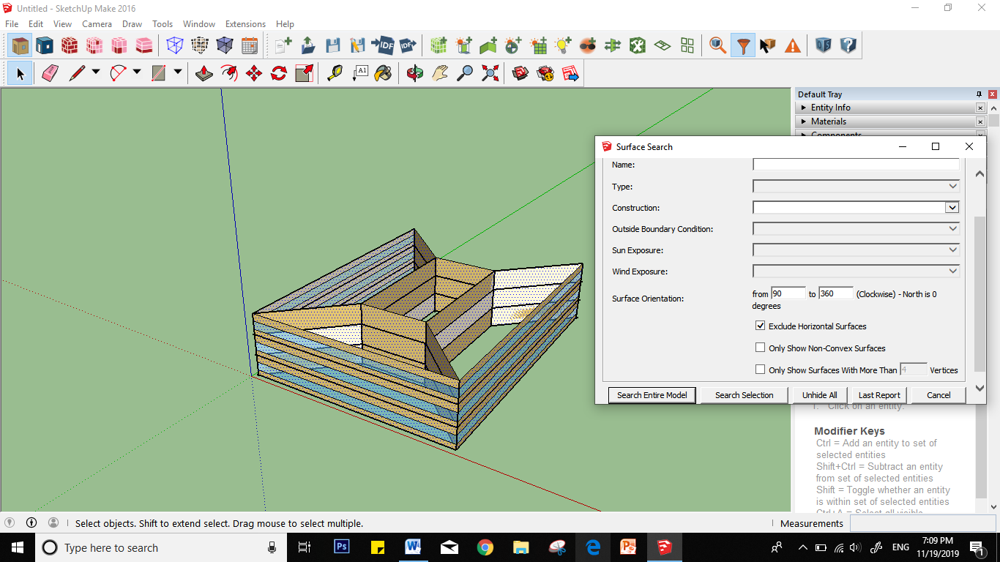 Untitled - SketchUp Make 2016
File Edit View Camera Draw Tools Window Extensions Help
IDF IDF
A1
Default Tray
Entity Info
Materials
Components
Surface Search
Name:
Type:
Construction:
Outside Boundary Condition:
Sun Exposure:
Wind Exposure:
Surface Orientation:
from 90 to 360 (Clockwise) - North is 0
degrees
Exclude Horizontal Surfaces
Only Show Non-Convex Surfaces
Only Show Surfaces With More Than 4 Vertices
Search Entire Model Search Selection Unhide All Last Report Cancel
1. Click on an entity.
Modifier Keys
Ctrl = Add an entity to set of
selected entities
Shift+Ctrl = Subtract an entity
from set of selected entities
Shift = Toggle whether an entity
is within set of selected entities
Ctrl+A = Select all visible
Select objects. Shift to extend select. Drag mouse to select multiple.
Measurements
Type here to search
Ps
ENG
7:09 PM
11/19/2019
1